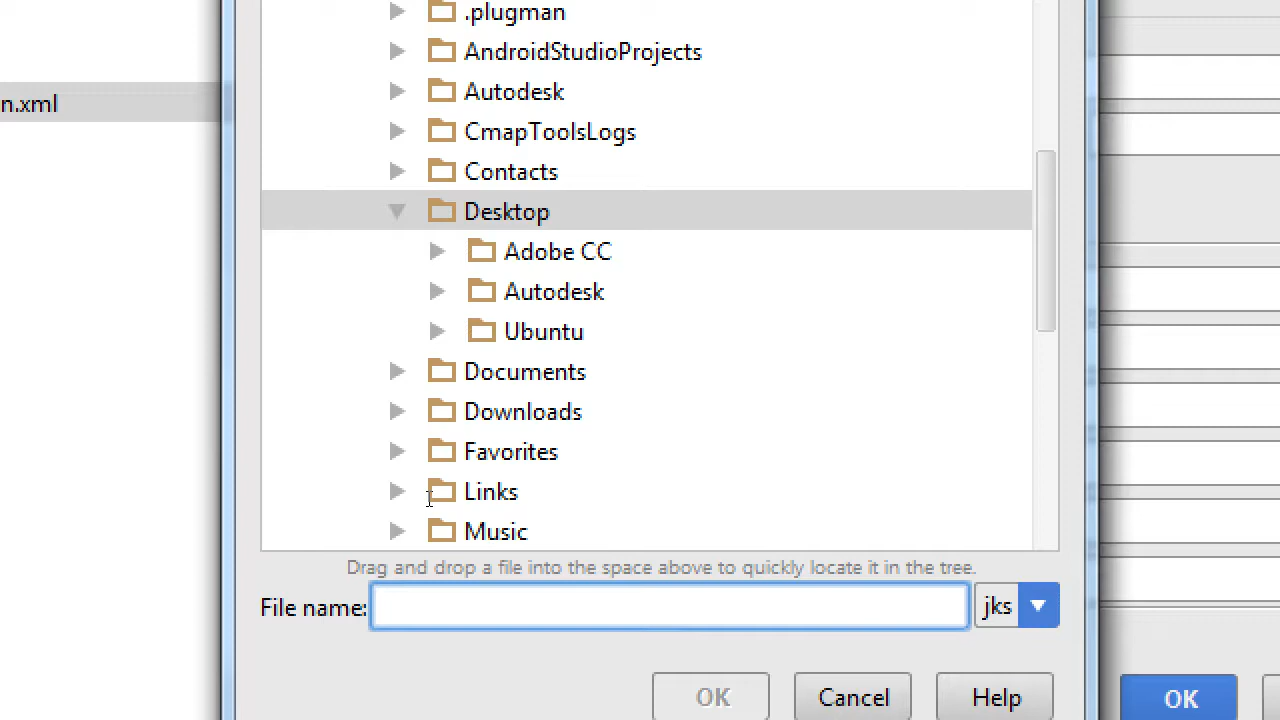 .plugman
AndroidStudioProjects
n.xml
Autodesk
CmapToolsLogs
Contacts
Desktop
Adobe CC
Autodesk
Ubuntu
Documents
Downloads
Favorites
Links
Music
Drag and drop a file into the space above to quickly locate it in the tree.
File name: jks
OK Cancel Help OK